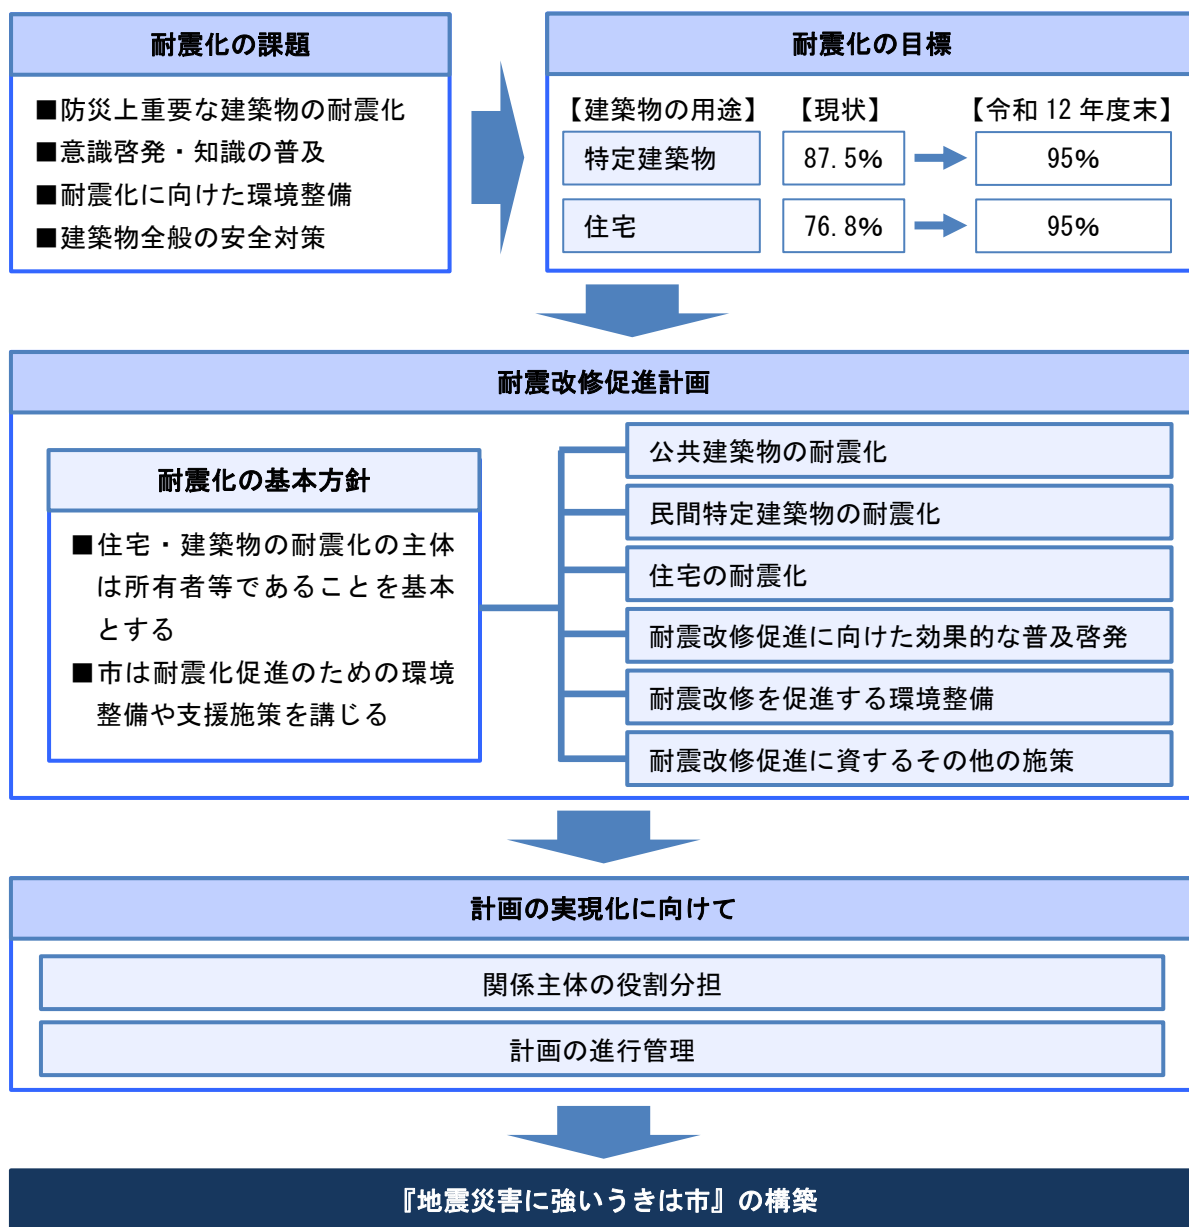 耐震化の課題
■防災上重要な建築物の耐震化
■意識啓発・知識の普及
■耐震化に向けた環境整備
■建築物全般の安全対策
耐震化の目標
【建築物の用途】 【現状】 【令和 12 年度末】
特定建築物 87.5% 95%
住宅 76.8% 95%
耐震改修促進計画
耐震化の基本方針
■住宅・建築物の耐震化の主体
は所有者等であることを基本
とする
■市は耐震化促進のための環境
整備や支援施策を講じる
公共建築物の耐震化
民間特定建築物の耐震化
住宅の耐震化
耐震改修促進に向けた効果的な普及啓発
耐震改修を促進する環境整備
耐震改修促進に資するその他の施策
計画の実現化に向けて
関係主体の役割分担
計画の進行管理
『地震災害に強いうきは市』の構築